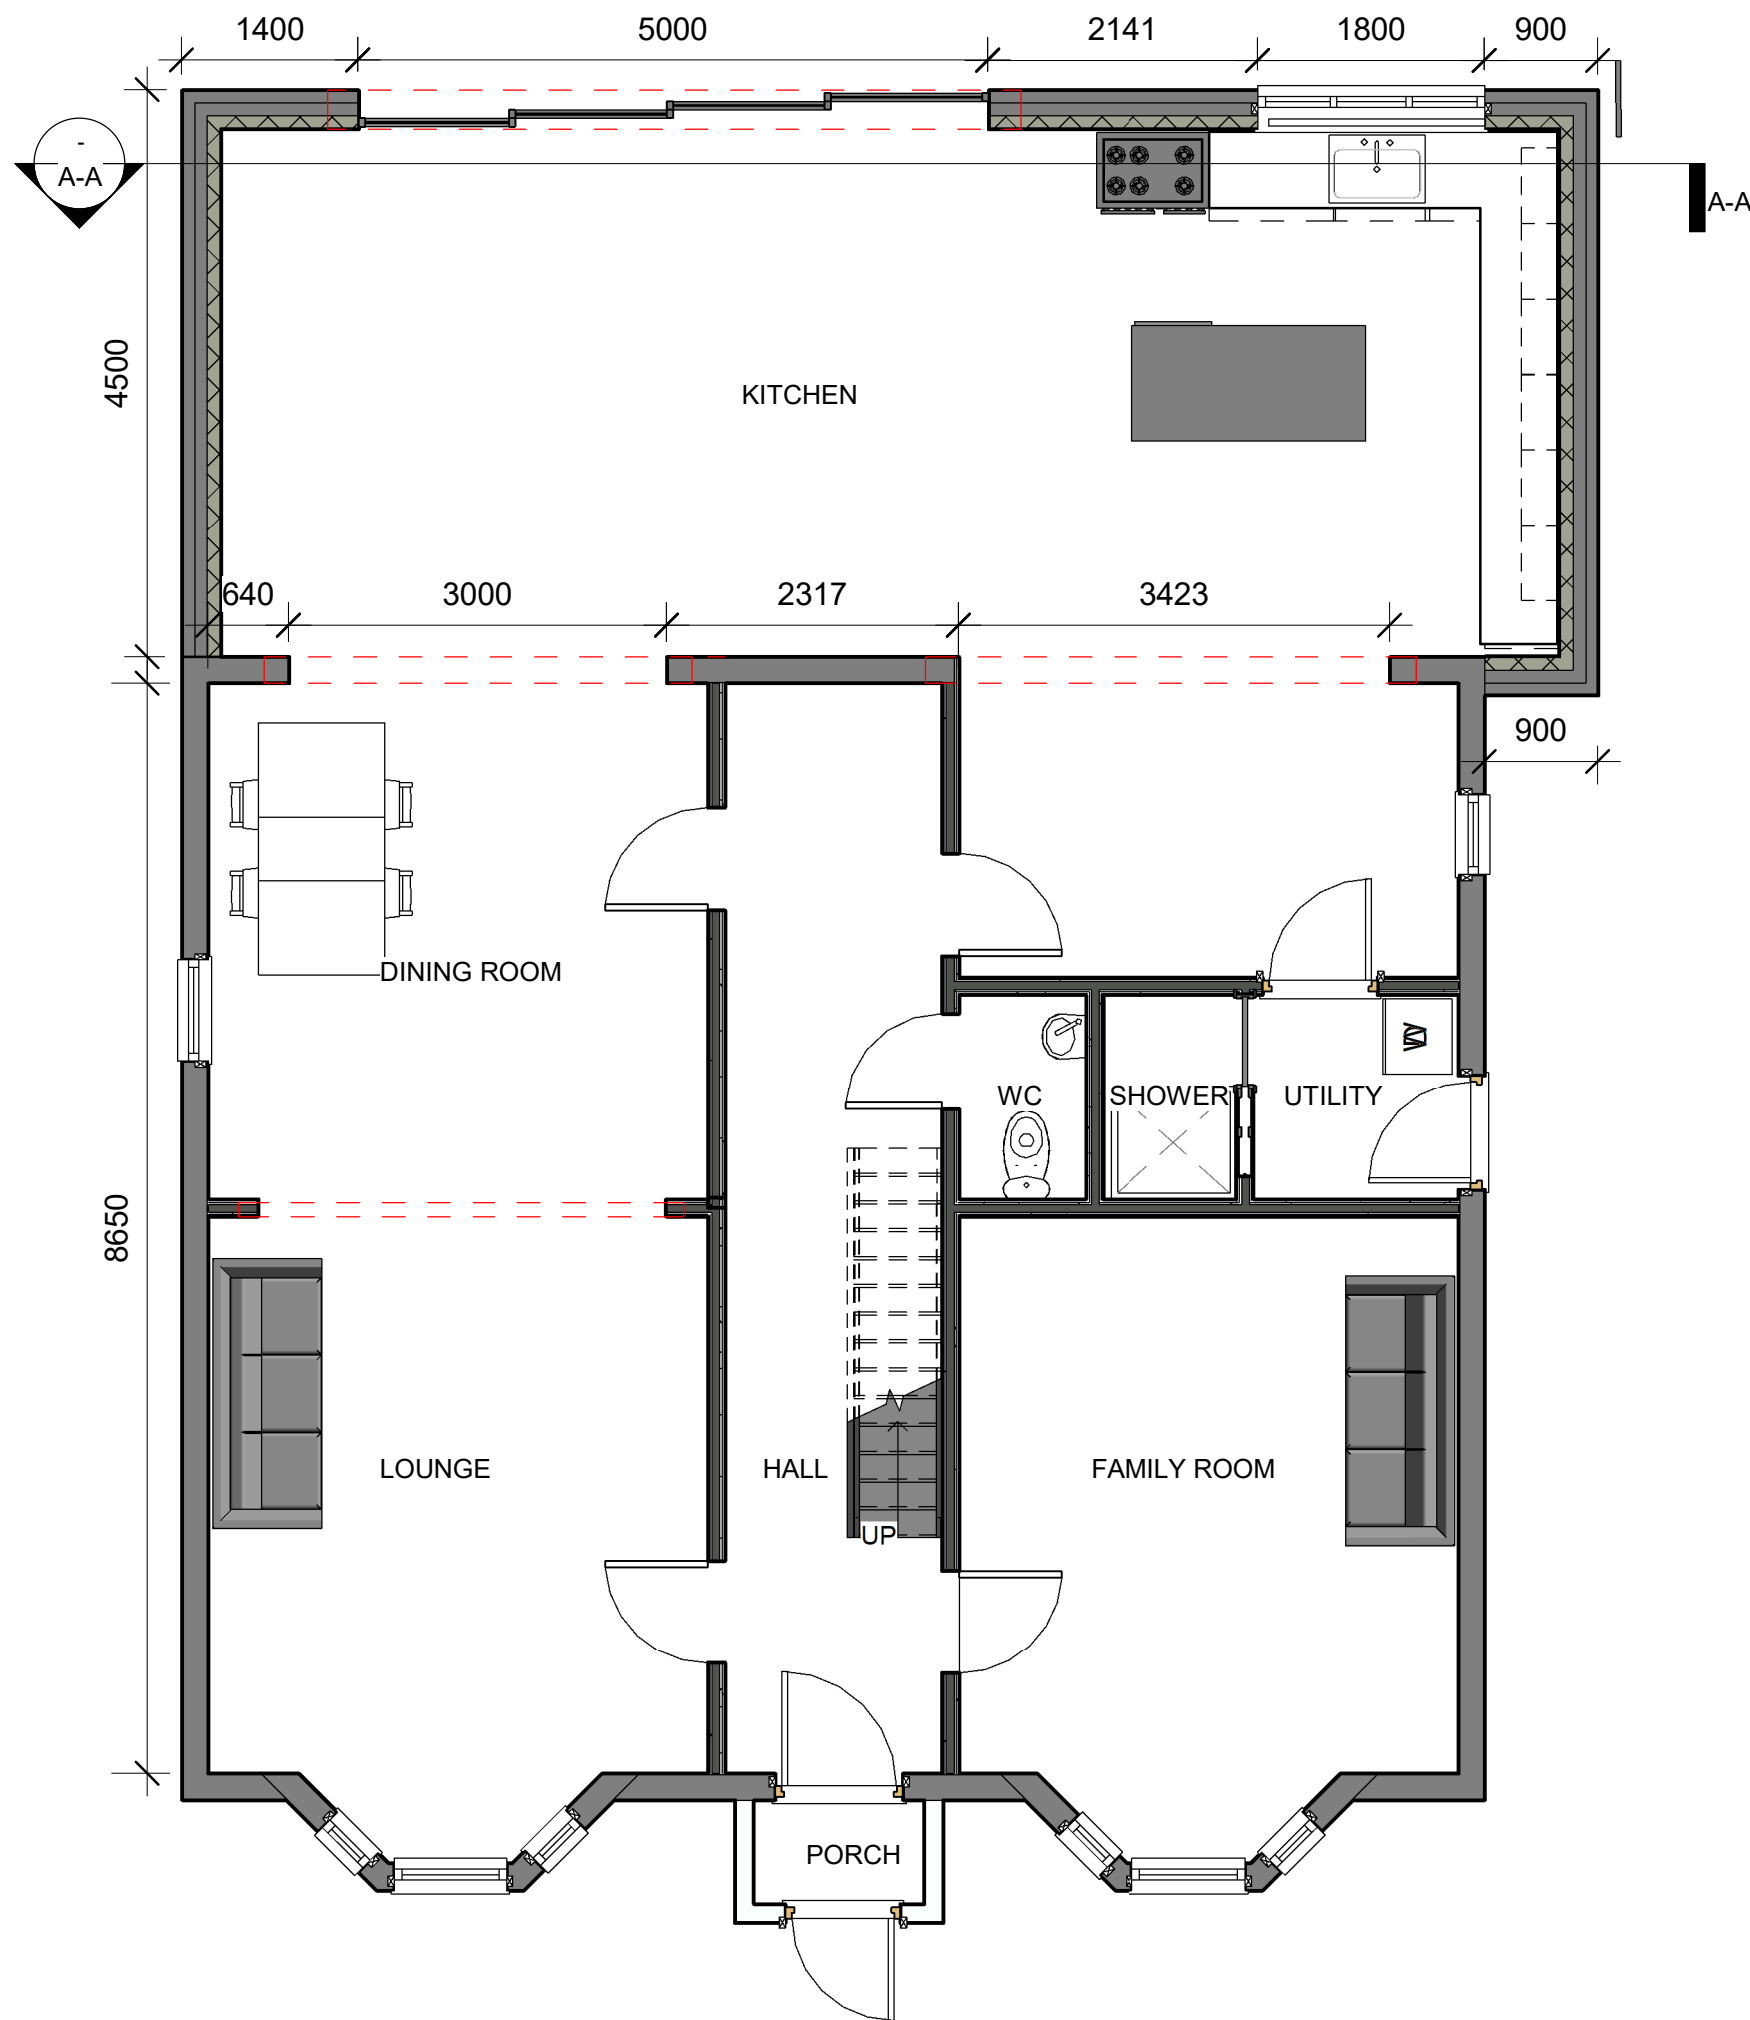 1400
5000
2141
1800
900
-
A-A
A-A
4500
KITCHEN
640
3000
2317
3423
900
DINING ROOM
WC
SHOWER
UTILITY
8650
LOUNGE
HALL
FAMILY ROOM
UP
PORCH